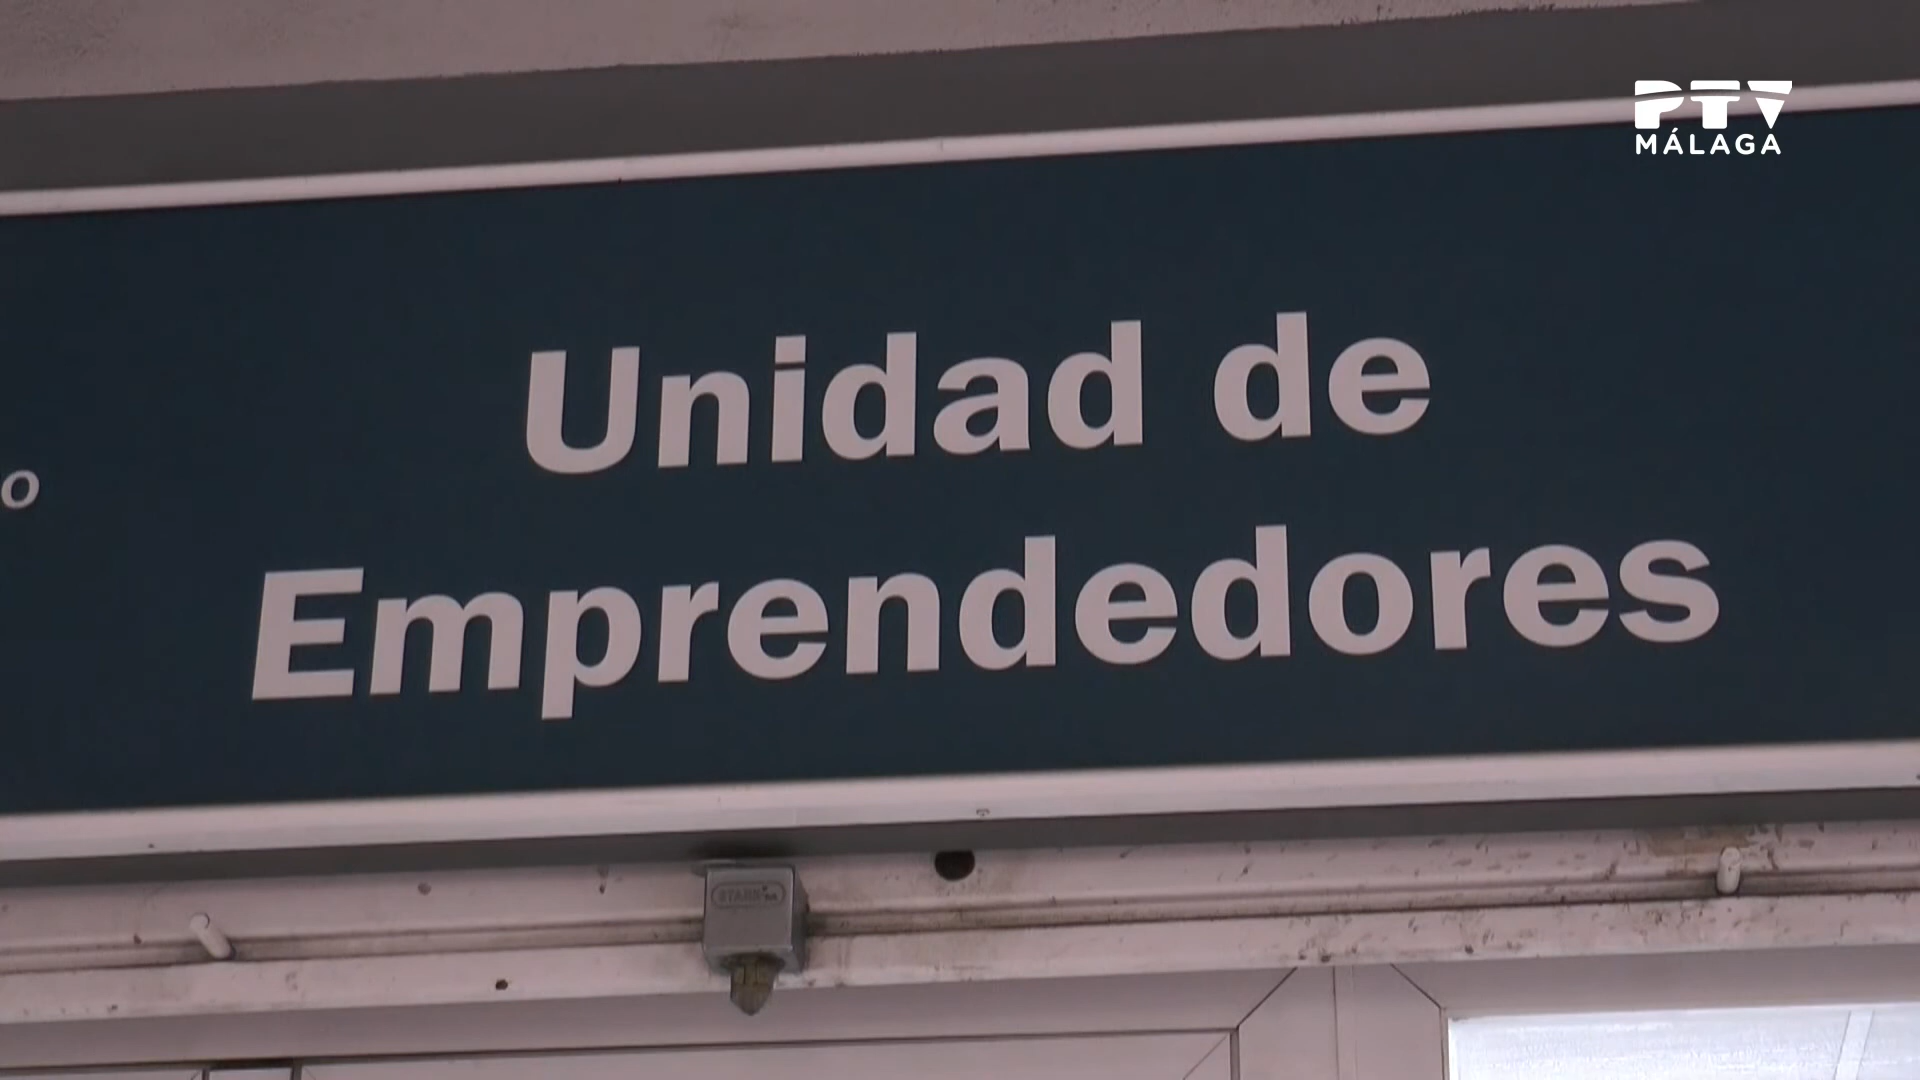 PTV
MÁLAGA
Unidad de
o
Emprendedores